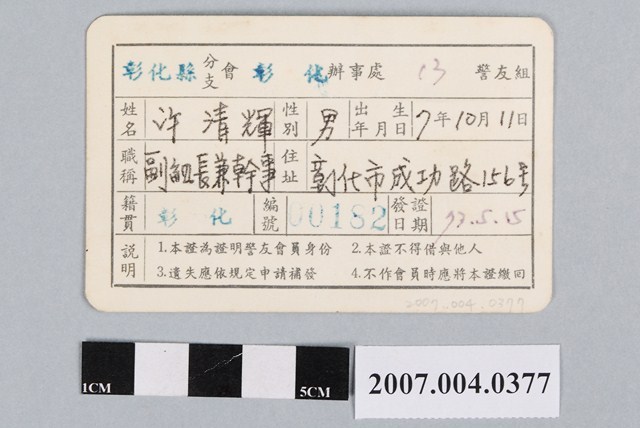 彰化縣分支會 彰化辦事處 13 警友組
姓名 許清輝 性別 男 出生年月日 7年10月11日
職稱 副組長兼幹事 住址 彰化市成功路156号
籍貫 彰化 編號 00182 發證日期 73.5.15
說明 1.本證為證明警友會員身份 2.本證不得借與他人
3.遺失應依規定申請補發 4.不作會員時應將本證繳回
2007.004.0377
1CM 5CM 2007.004.0377